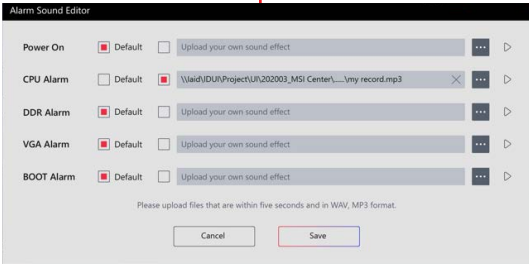 Alarm Sound Editor
Power On Default Upload your own sound effect ...
CPU Alarm Default \\laid\IDUI\Project\UI\202003_MSI Center\,.....\my record.mp3 ...
DDR Alarm Default Upload your own sound effect ...
VGA Alarm Default Upload your own sound effect ...
BOOT Alarm Default Upload your own sound effect ...
Please upload files that are within five seconds and in WAV, MP3 format.
Cancel Save